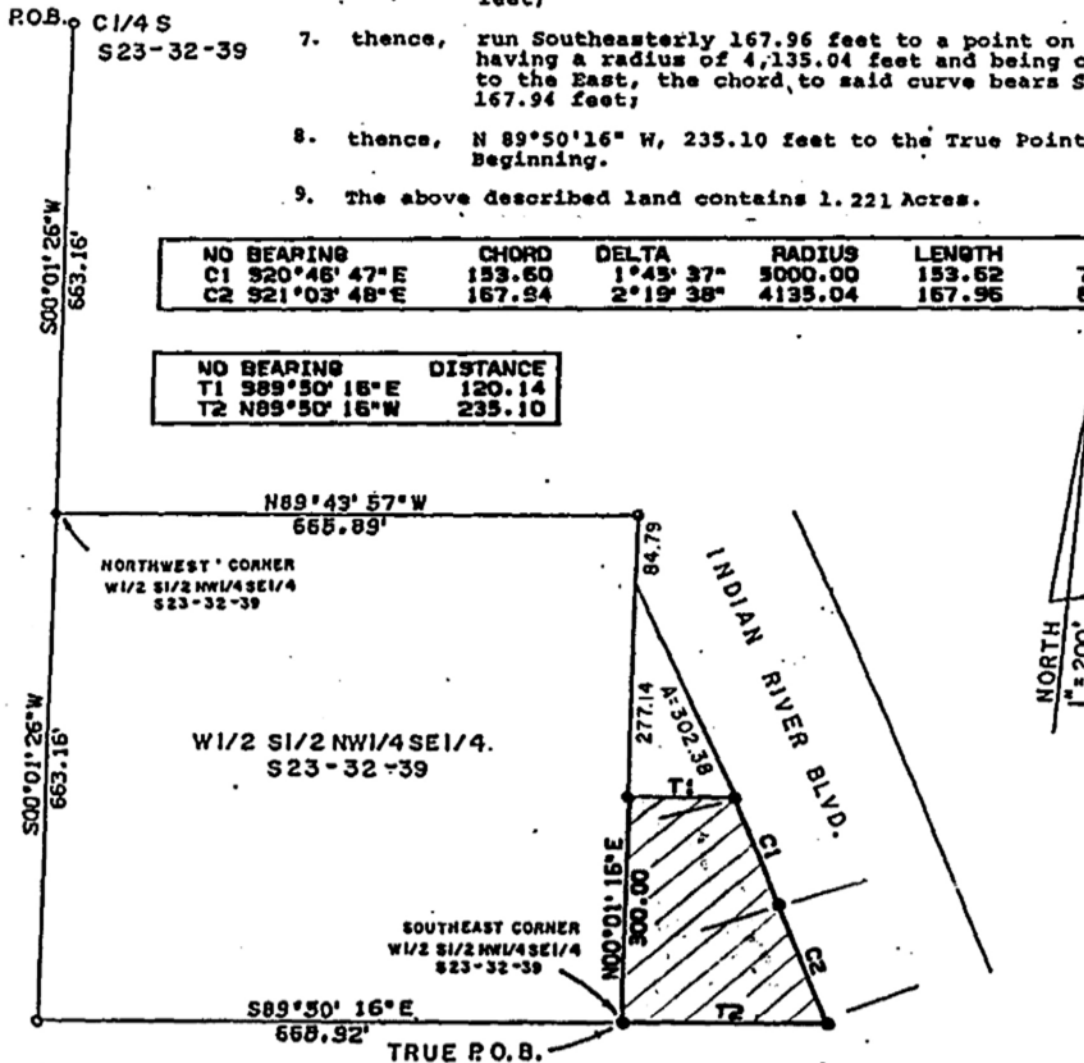 feet;
P.O.B. C1/4 S
S23-32-39
7. thence, run Southeasterly 167.96 feet to a point on
having a radius of 4,135.04 feet and being c
to the East, the chord to said curve bears S
167.94 feet;
8. thence, N 89°50'16" W, 235.10 feet to the True Point
Beginning.
9. The above described land contains 1.221 Acres.
S00°01'26"W
663.16'
NO BEARING CHORD DELTA RADIUS LENGTH
C1 S20°46'47"E 153.60 1°45'37" 5000.00 153.62 7
C2 S21°03'48"E 167.94 2°19'38" 4135.04 167.96 8
NO BEARING DISTANCE
T1 S89°50'16"E 120.14
T2 N89°50'16"W 235.10
N89°43'57"W
665.89'
NORTHWEST CORNER
W1/2 S1/2 NW1/4 SE1/4
S23-32-39
84.79
INDIAN RIVER BLVD.
NORTH
1"=200'
277.14
A=302.38
W1/2 S1/2 NW1/4 SE1/4.
S23-32-39
S00°01'26"W
663.16'
T1
C1
N00°01'16"E
300.00
SOUTHEAST CORNER
W1/2 S1/2 NW1/4 SE1/4
S23-32-39
C2
S89°50'16"E
T2
TRUE P.O.B.